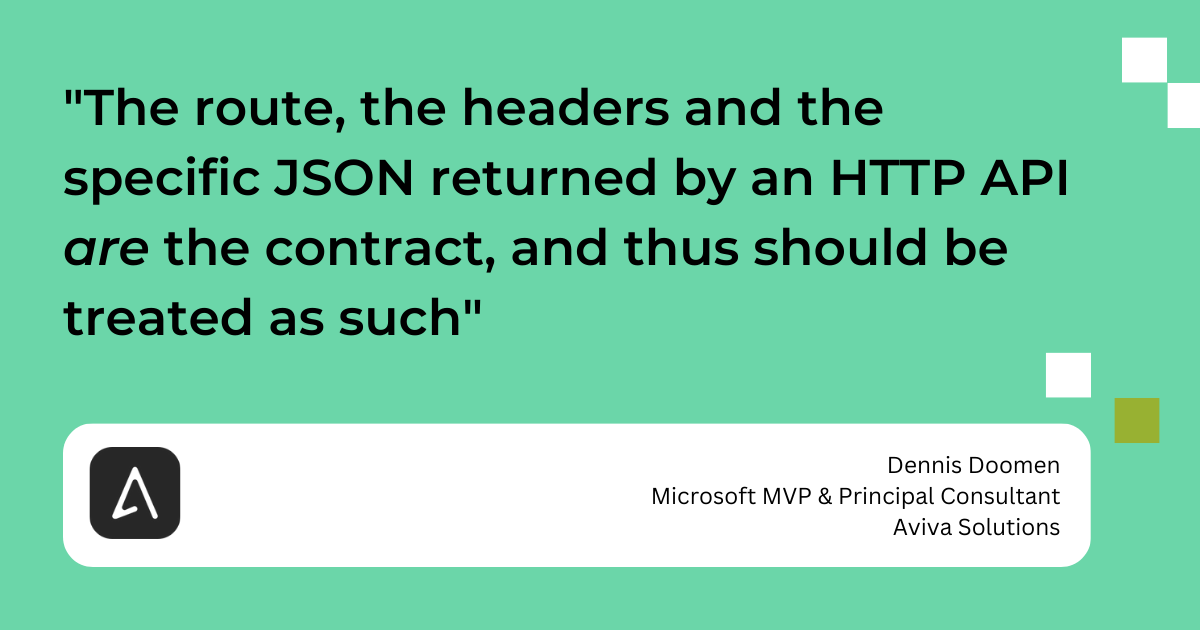 "The route, the headers and the
specific JSON returned by an HTTP API
are the contract, and thus should be
treated as such"
Dennis Doomen
Microsoft MVP & Principal Consultant
Aviva Solutions